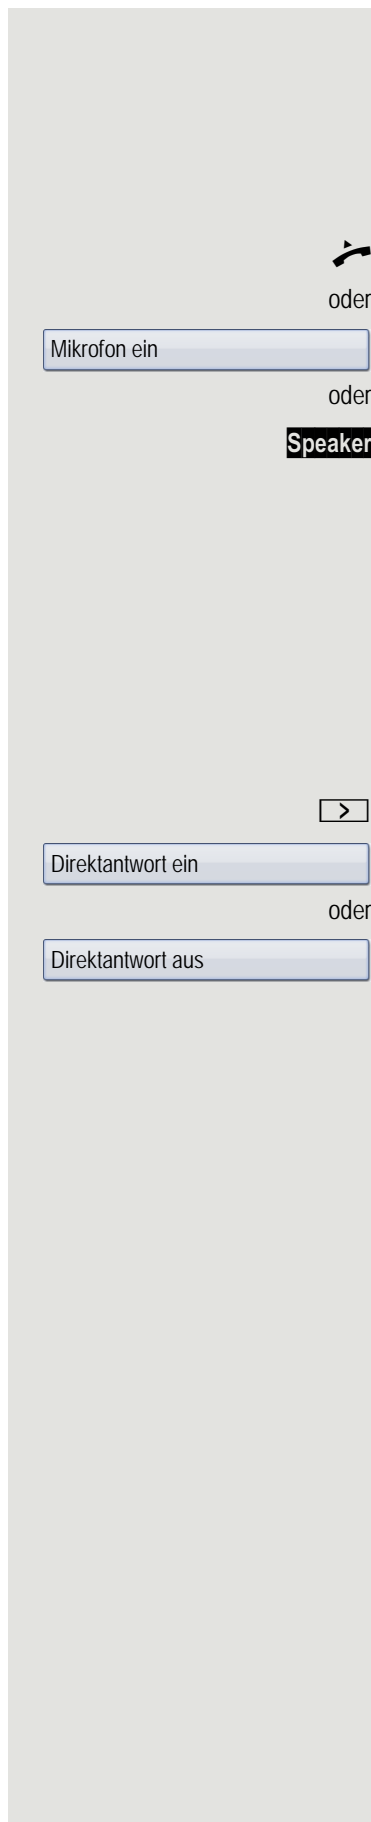 oder
Mikrofon ein
oder
Speaker
>
Direktantwort ein
oder
Direktantwort aus